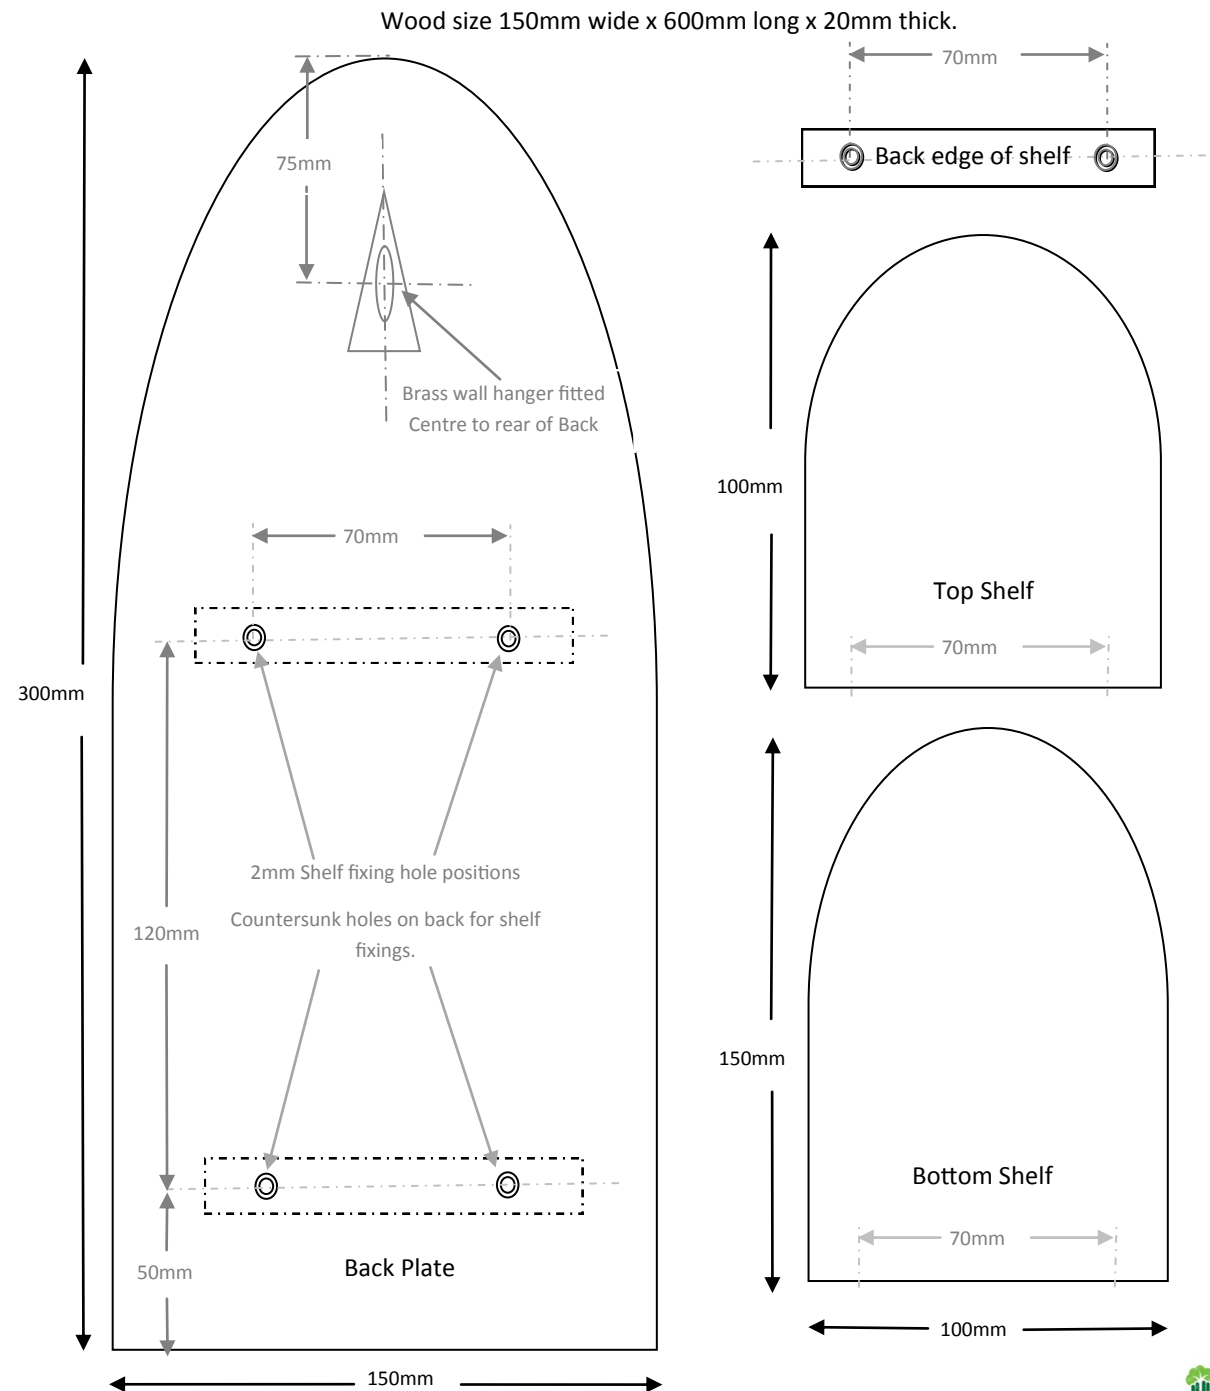 Wood size 150mm wide x 600mm long x 20mm thick.
70mm
75mm
Back edge of shelf
Brass wall hanger fitted
Centre to rear of Back
100mm
70mm
Top Shelf
70mm
300mm
2mm Shelf fixing hole positions
Countersunk holes on back for shelf
fixings.
120mm
150mm
Bottom Shelf
70mm
50mm
Back Plate
100mm
150mm